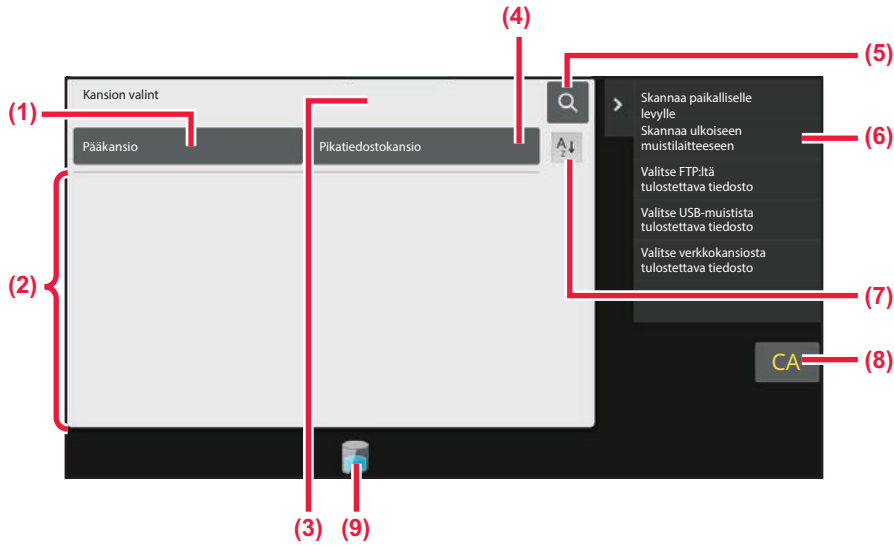 (4)
(5)
Kansion valint
(1)
Skannaa paikalliselle
levylle
Skannaa ulkoiseen
muistilaitteeseen
(6)
Pääkansio
Pikatiedostokansio
A
Z
Valitse FTP:ltä
tulostettava tiedosto
Valitse USB-muistista
tulostettava tiedosto
Valitse verkkokansiosta
tulostettava tiedosto
(2)
(7)
CA
(8)
(3)
(9)